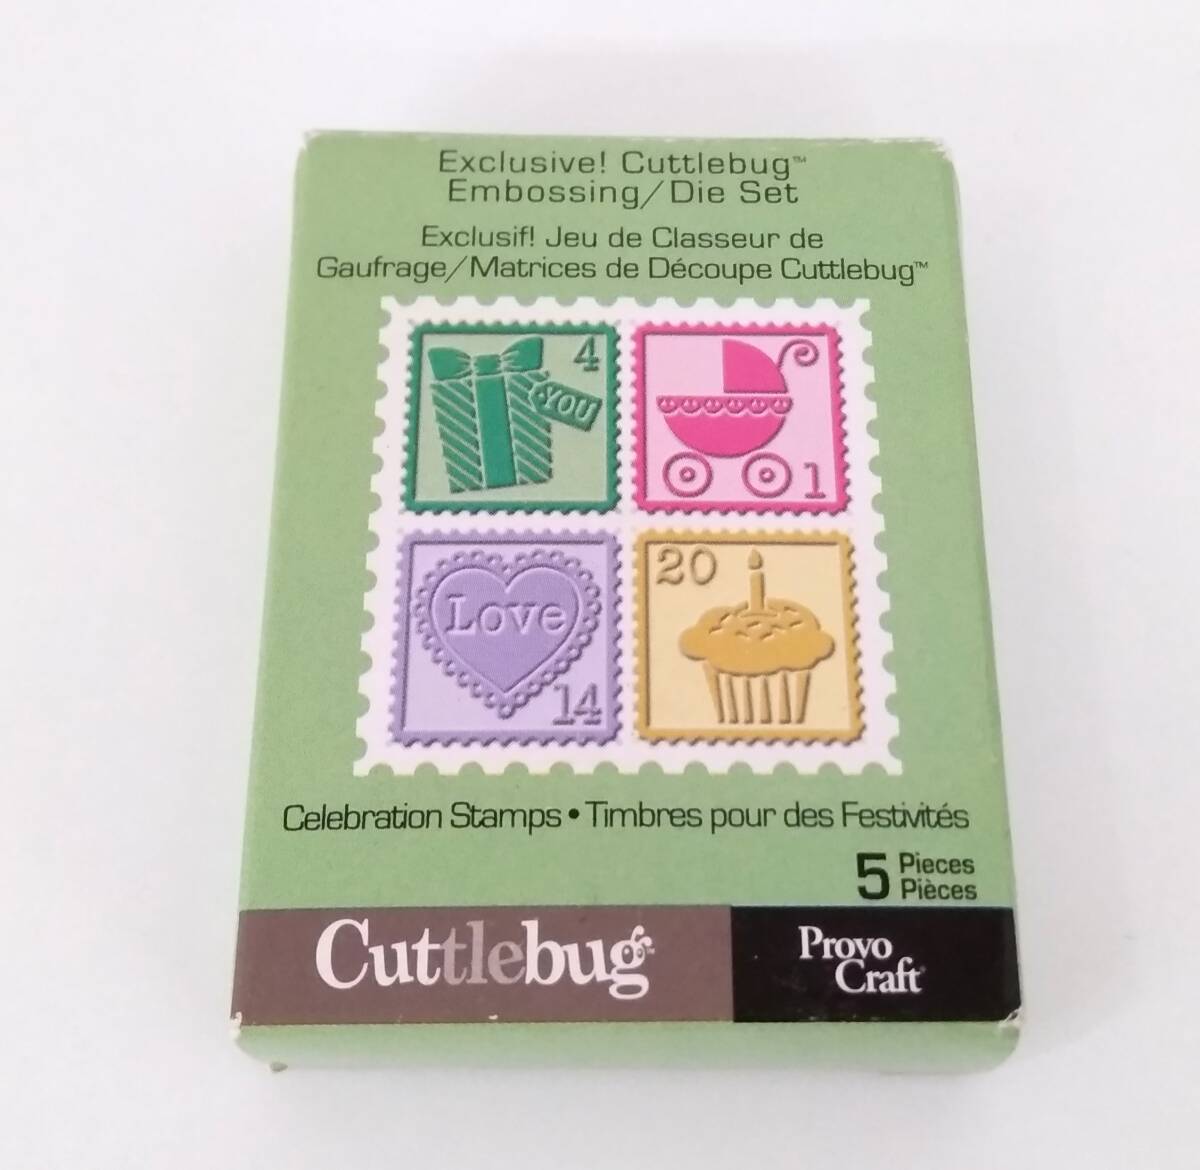 Exclusive! Cuttlebug™
Embossing/Die Set
Exclusif! Jeu de Classeur de
Gaufrage/Matrices de Découpe Cuttlebug™
4
YOU
1
Love
14
20
Celebration Stamps • Timbres pour des Festivités
5 Pieces
Pièces
Cuttlebug™
Provo
Craft®